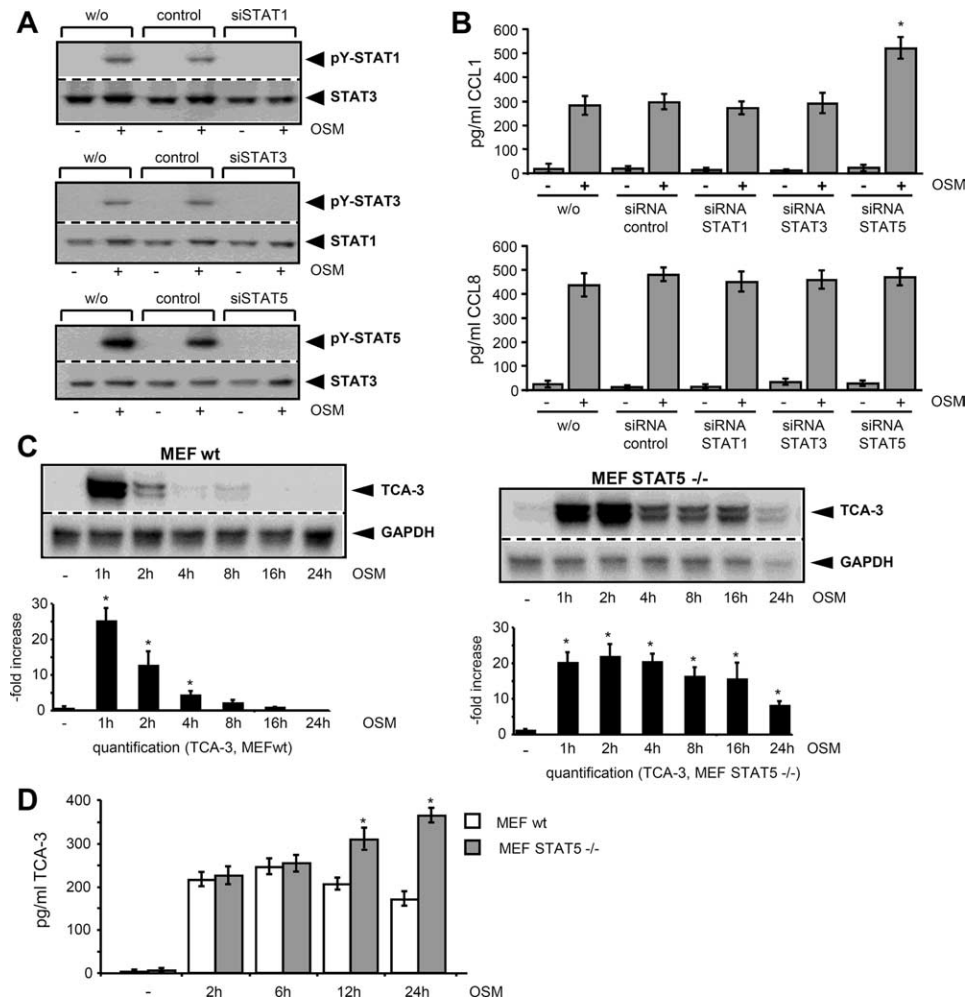 A
w/o control siSTAT1
pY-STAT1
STAT3
- + - + - + OSM
w/o control siSTAT3
pY-STAT3
STAT1
- + - + - + OSM
w/o control siSTAT5
pY-STAT5
STAT3
- + - + - + OSM
B
pg/ml CCL1
600
500
400
300
200
100
0
*
- + - + - + - + - + OSM
w/o siRNA siRNA siRNA siRNA
control STAT1 STAT3 STAT5
pg/ml CCL8
600
500
400
300
200
100
0
- + - + - + - + - + OSM
w/o siRNA siRNA siRNA siRNA
control STAT1 STAT3 STAT5
C
MEF wt
TCA-3
GAPDH
- 1h 2h 4h 8h 16h 24h OSM
-fold increase
30
20
10
0
* * *
- 1h 2h 4h 8h 16h 24h OSM
quantification (TCA-3, MEFwt)
MEF STAT5 -/-
TCA-3
GAPDH
- 1h 2h 4h 8h 16h 24h OSM
-fold increase
30
20
10
0
* * * * * *
- 1h 2h 4h 8h 16h 24h OSM
quantification (TCA-3, MEF STAT5 -/-)
D
pg/ml TCA-3
400
300
200
100
0
* *
- 2h 6h 12h 24h OSM
MEF wt
MEF STAT5 -/-